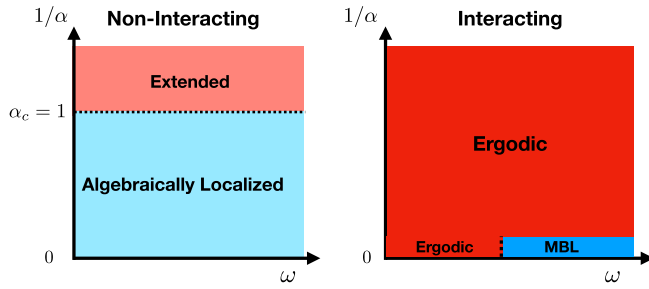 Non-Interacting
1/α
Extended
α_c = 1
Algebraically Localized
0
ω
Interacting
1/α
Ergodic
Ergodic
MBL
0
ω